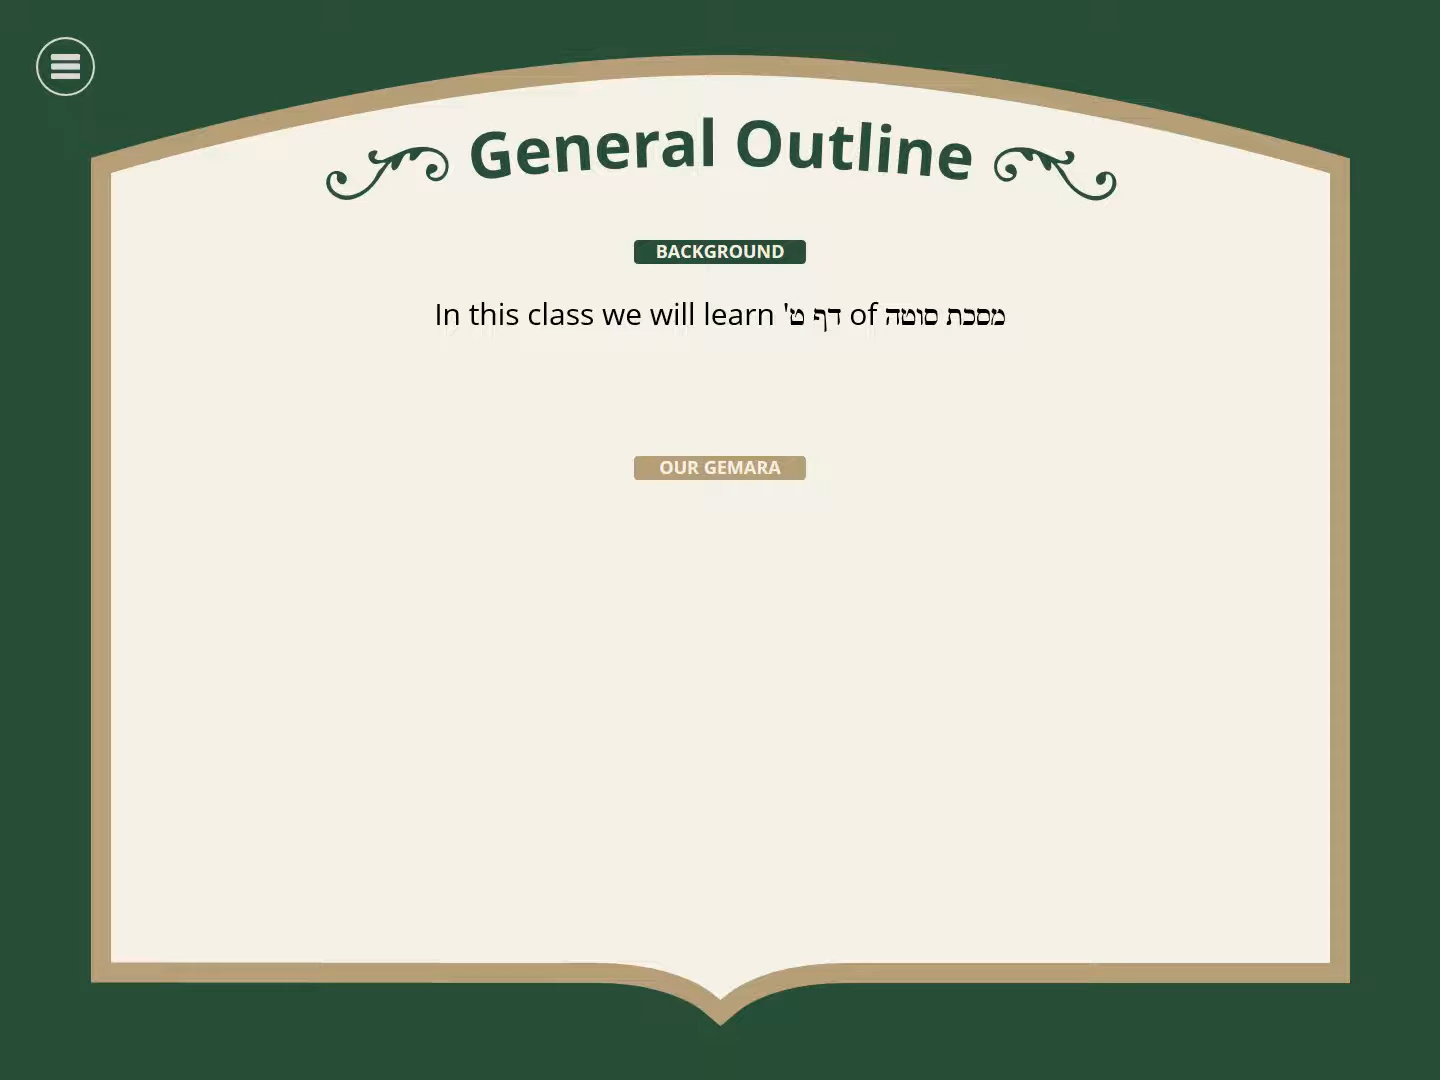 General Outline
BACKGROUND
In this class we will learn דף ט' of מסכת סוטה
OUR GEMARA